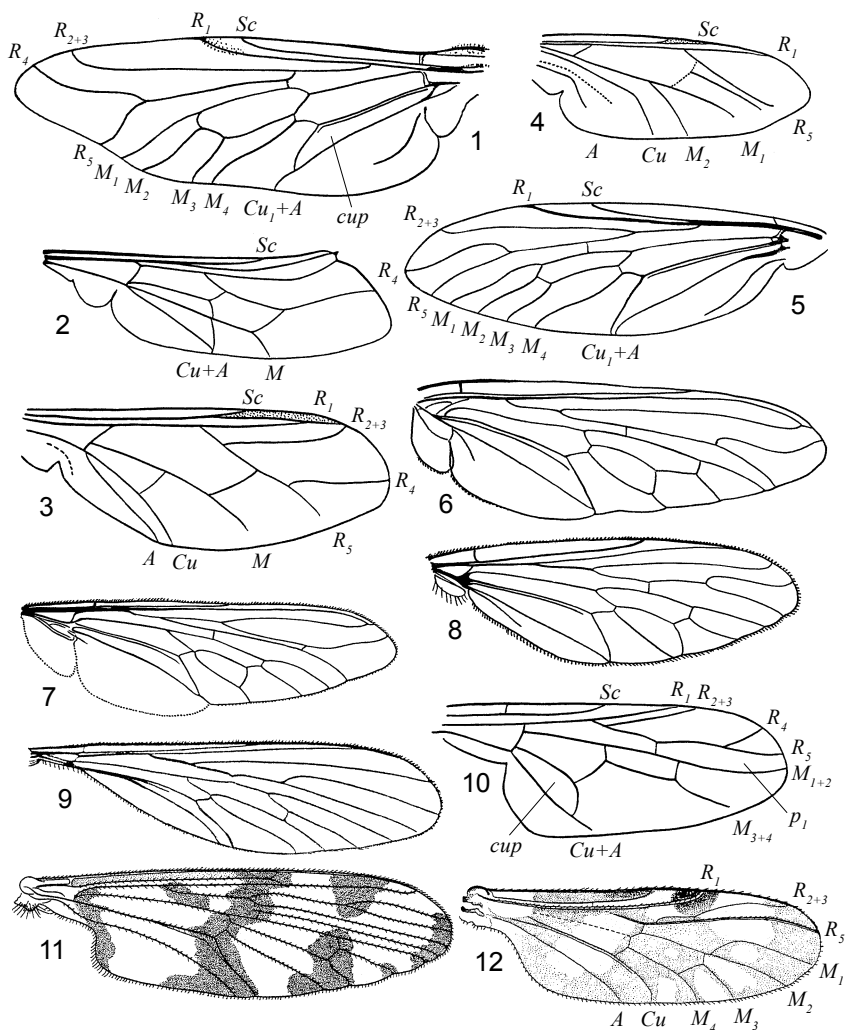 R1 Sc
R2+3
R4
R5 M1 M2 M3 M4 Cu1+A
cup
1
Sc
R1
R5
4
A Cu M2 M1
Sc
2
Cu+A M
R1 Sc
R2+3
R4
R5 M1 M2 M3 M4 Cu1+A
5
Sc R1
R2+3
R4
R5
3
A Cu M
6
7
8
9
Sc R1 R2+3
R4
R5
M1+2
p1
M3+4
10
cup Cu+A
11
R1
R2+3
R5
M1
M2
12
A Cu M4 M3